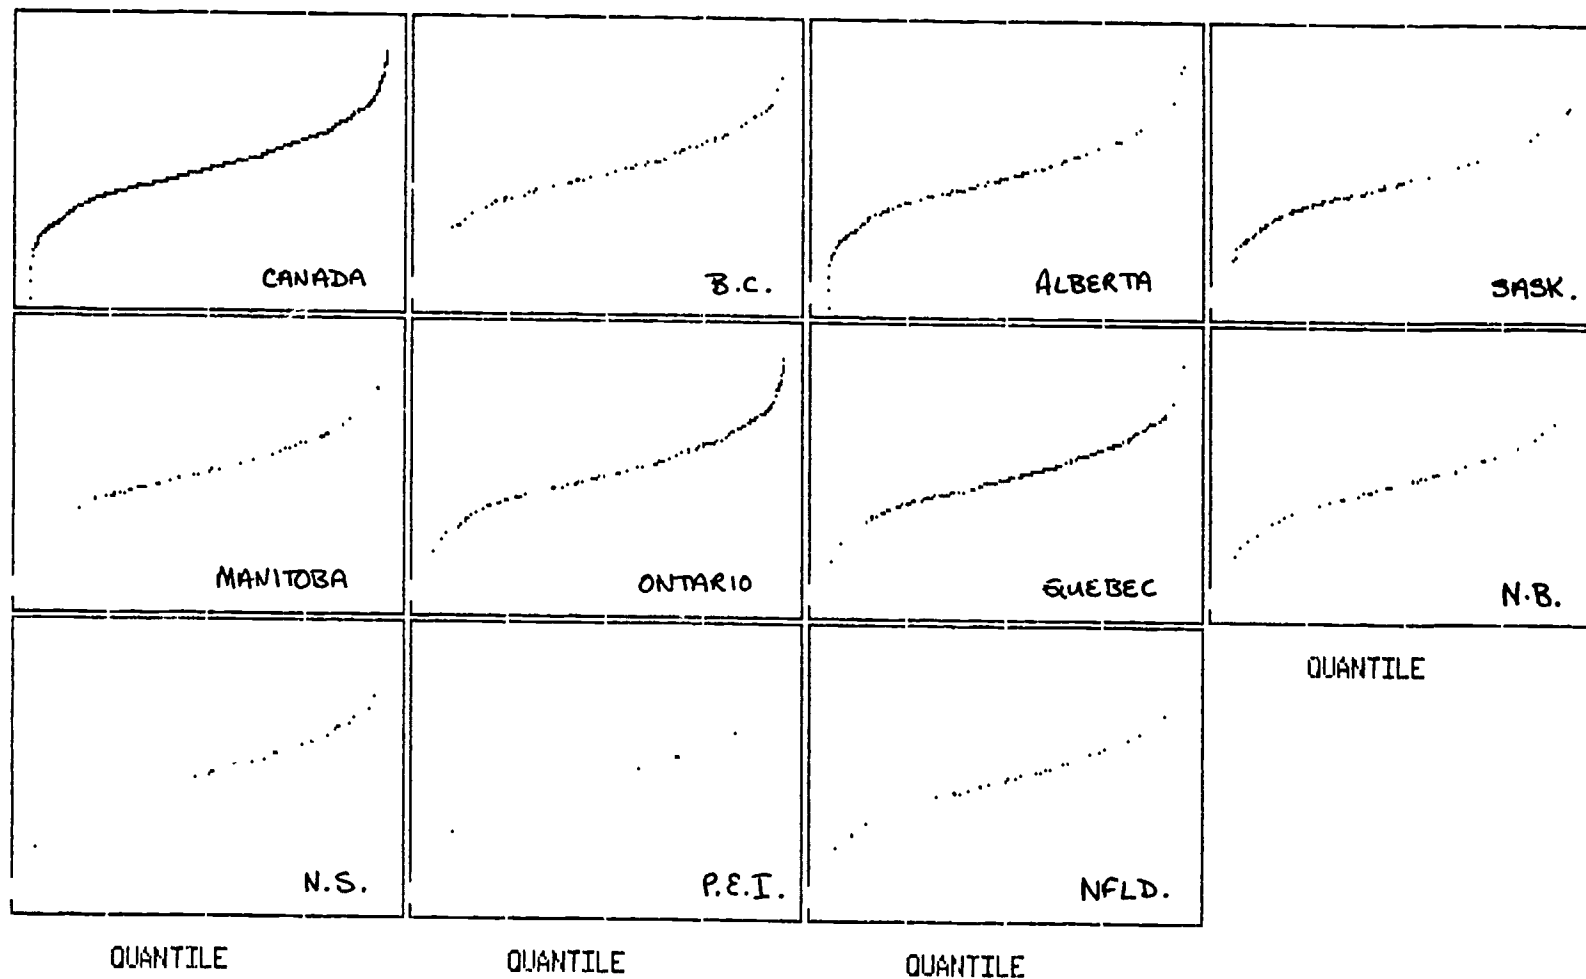 CANADA
B.C.
ALBERTA
SASK.
MANITOBA
ONTARIO
QUEBEC
N.B.
QUANTILE
N.S.
P.E.I.
NFLD.
QUANTILE
QUANTILE
QUANTILE